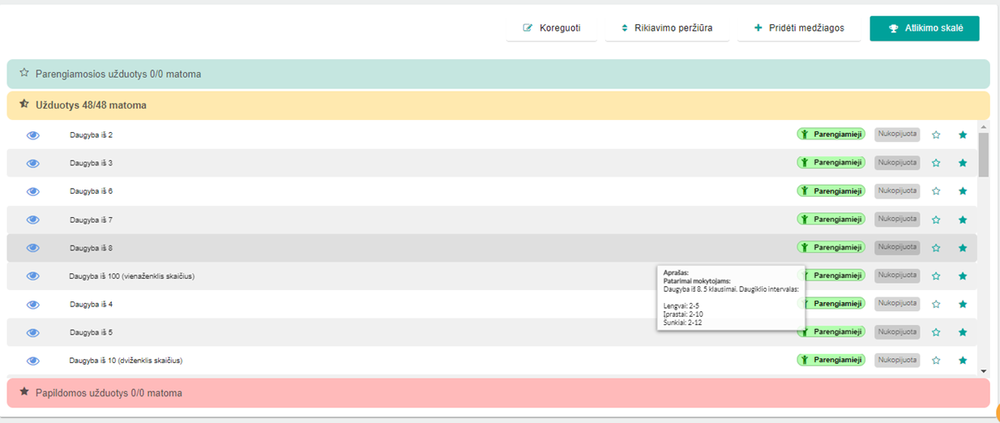 Koreguoti
Rikiavimo peržiūra
Pridėti medžiagos
Atlikimo skalė
Parengiamosios užduotys 0/0 matoma
Užduotys 48/48 matoma
Daugyba iš 2 Parengiamieji Nukopijuota
Daugyba iš 3 Parengiamieji Nukopijuota
Daugyba iš 6 Parengiamieji Nukopijuota
Daugyba iš 7 Parengiamieji Nukopijuota
Daugyba iš 8 Parengiamieji Nukopijuota
Daugyba iš 100 (vienaženklis skaičius) Parengiamieji Nukopijuota
Aprašas:
Patarimai mokytojams:
Daugyba iš 8. 5 klausimai. Daugiklio intervalas:
Lengvai: 2-5
Įprastai: 2-10
Sunkiai: 2-12
Daugyba iš 4 Parengiamieji Nukopijuota
Daugyba iš 5 Parengiamieji Nukopijuota
Daugyba iš 10 (dviženklis skaičius) Parengiamieji Nukopijuota
Papildomos užduotys 0/0 matoma